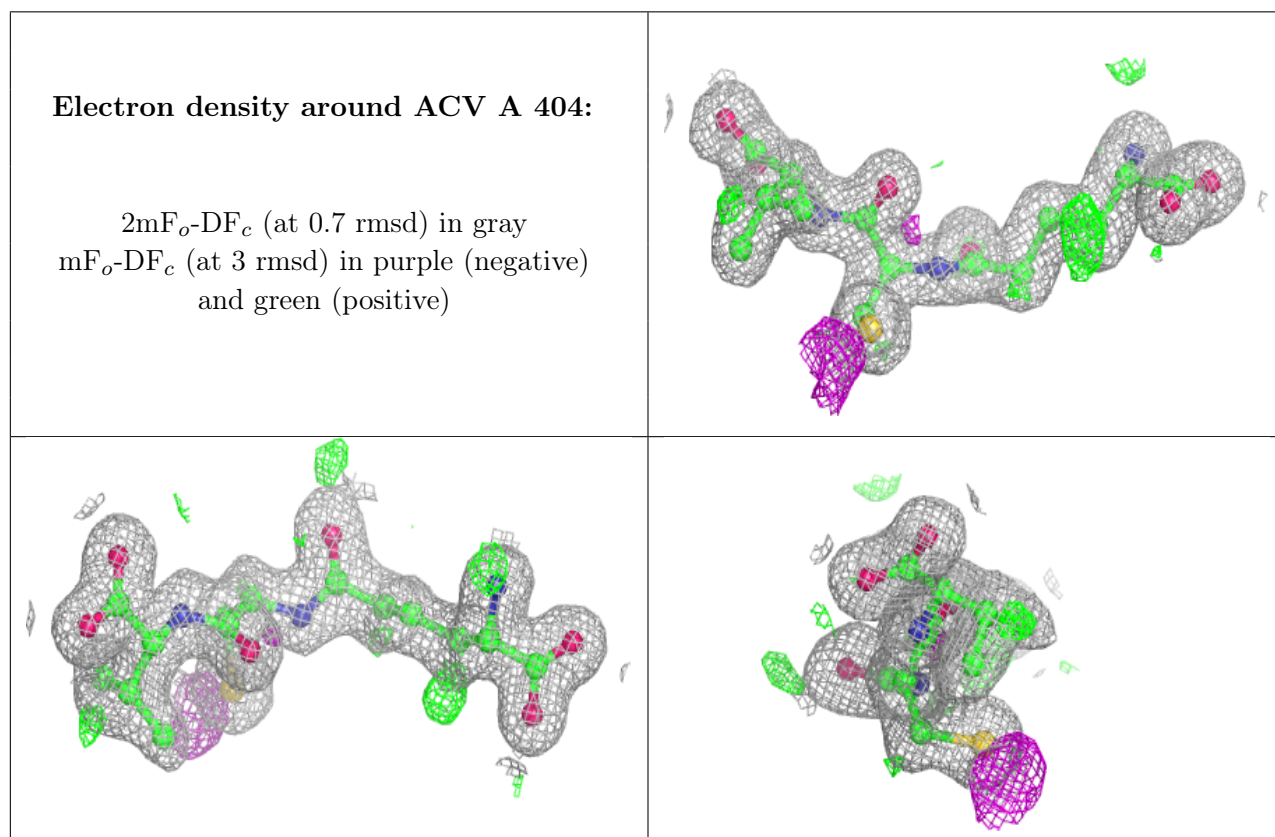 Electron density around ACV A 404:
2mFo-DFc (at 0.7 rmsd) in gray
mFo-DFc (at 3 rmsd) in purple (negative)
and green (positive)